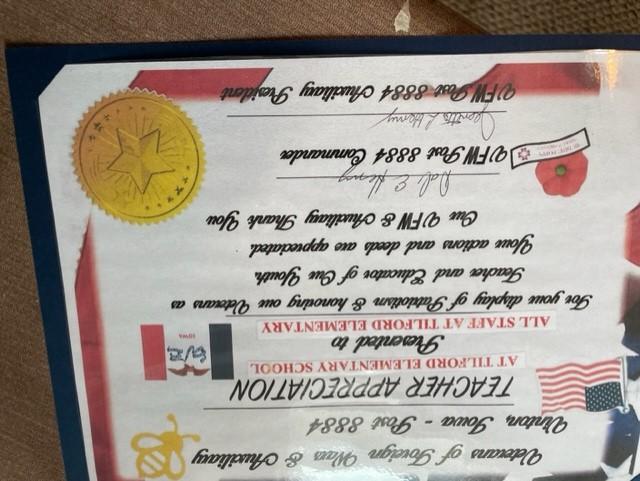 Veterans of Foreign Wars & Auxiliary
Vinton, Iowa - Post 8884
TEACHER APPRECIATION
AT TILFORD ELEMENTARY SCHOOL
Presented to
ALL STAFF AT TILFORD ELEMENTARY
For your display of Patriotism & honoring our Veterans as
Teacher and Educator of Our Youth.
Your actions and deeds are appreciated.
Our VFW & Auxiliary Thank You
VFW Post 8884 Commander
VFW Post 8884 Auxiliary President
IOWA